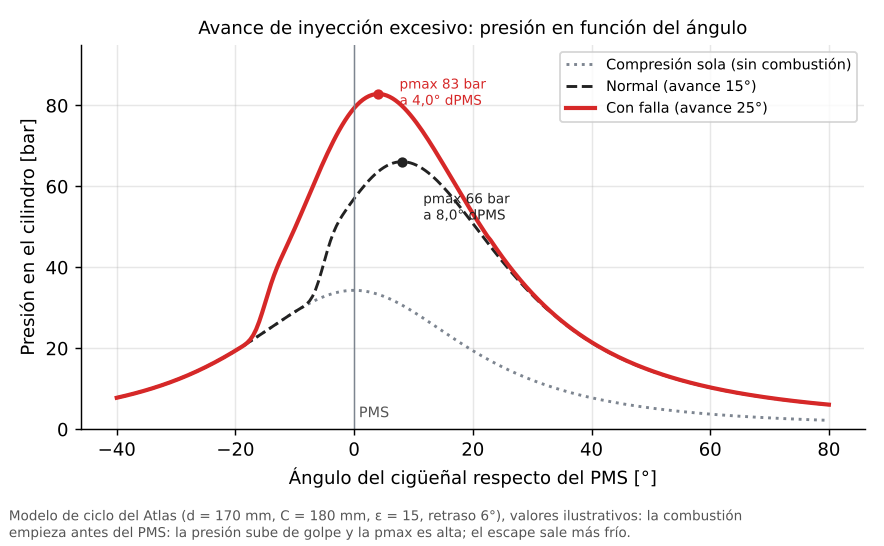 Avance de inyección excesivo: presión en función del ángulo
Compresión sola (sin combustión)
Normal (avance 15°)
Con falla (avance 25°)
pmax 83 bar
a 4,0° dPMS
pmax 66 bar
a 8,0° dPMS
PMS
Presión en el cilindro [bar]
80
60
40
20
0
−40
−20
0
20
40
60
80
Ángulo del cigüeñal respecto del PMS [°]
Modelo de ciclo del Atlas (d = 170 mm, C = 180 mm, ε = 15, retraso 6°), valores ilustrativos: la combustión
empieza antes del PMS: la presión sube de golpe y la pmax es alta; el escape sale más frío.